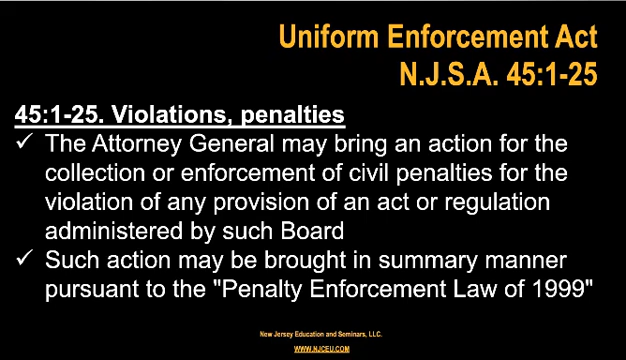 Uniform Enforcement Act
N.J.S.A. 45:1-25
45:1-25. Violations, penalties
✓ The Attorney General may bring an action for the
collection or enforcement of civil penalties for the
violation of any provision of an act or regulation
administered by such Board
✓ Such action may be brought in summary manner
pursuant to the "Penalty Enforcement Law of 1999"
New Jersey Education and Seminars, LLC.
WWW.NJCEU.COM